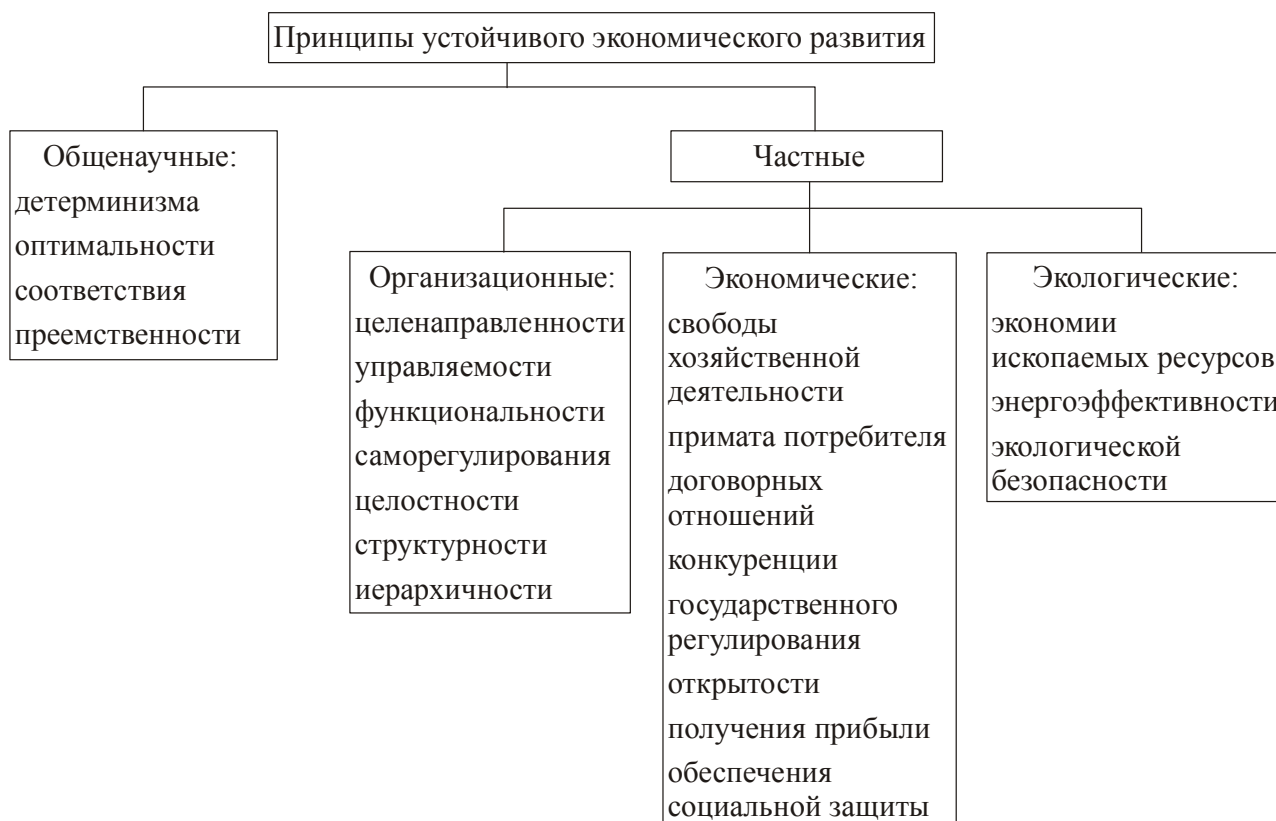 Принципы устойчивого экономического развития
Общенаучные:
детерминизма
оптимальности
соответствия
преемственности
Частные
Организационные:
целенаправленности
управляемости
функциональности
саморегулирования
целостности
структурности
иерархичности
Экономические:
свободы
хозяйственной
деятельности
примата потребителя
договорных
отношений
конкуренции
государственного
регулирования
открытости
получения прибыли
обеспечения
социальной защиты
Экологические:
экономии
ископаемых ресурсов
энергоэффективности
экологической
безопасности